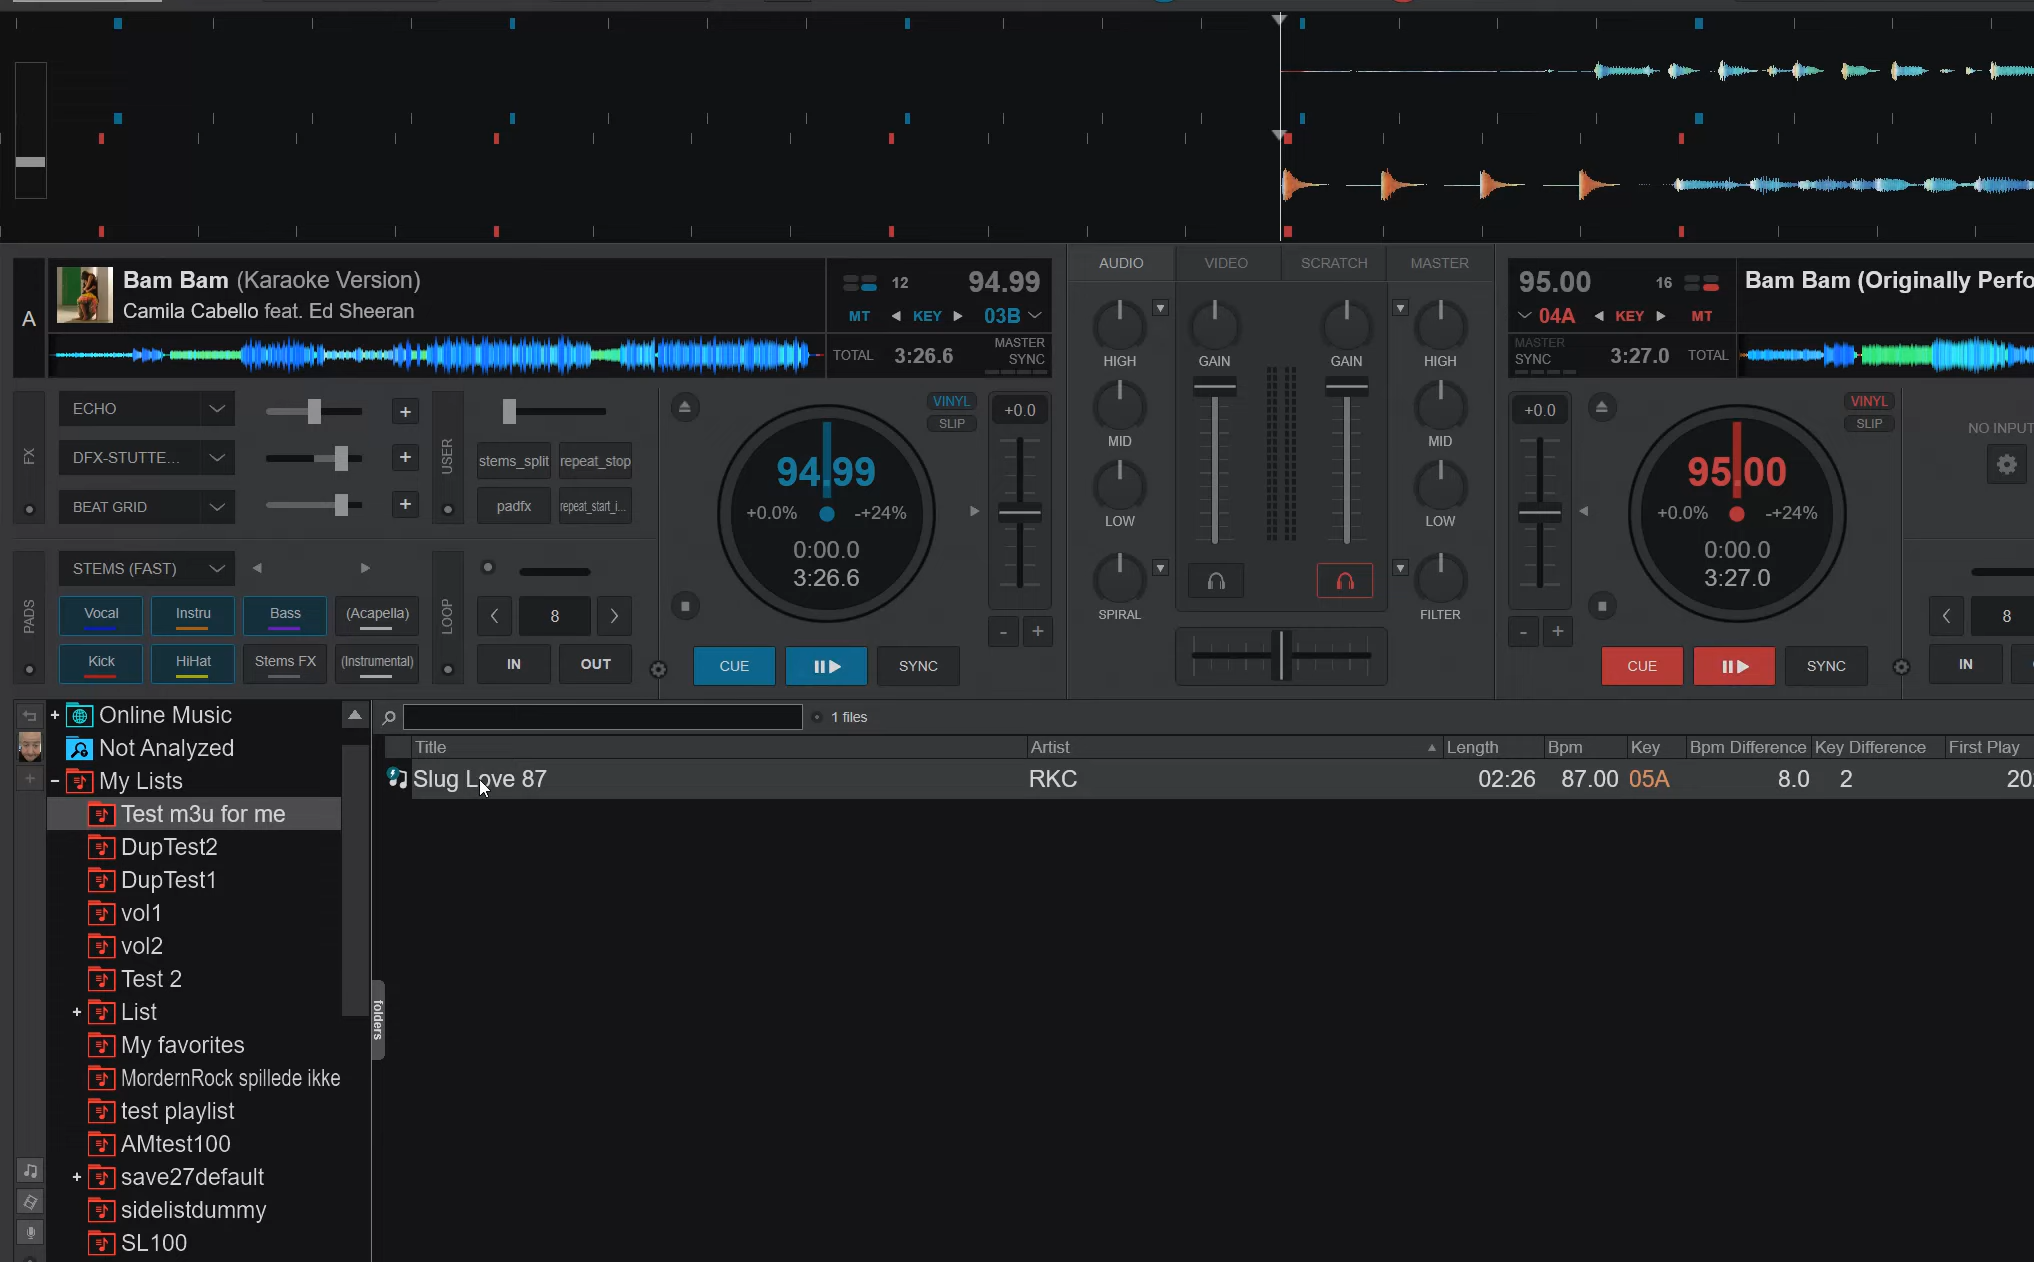 Bam Bam (Karaoke Version)
Camila Cabello feat. Ed Sheeran
A
12
94.99
MT
KEY
03B
TOTAL
3:26.6
MASTER
SYNC
AUDIO
VIDEO
SCRATCH
MASTER
HIGH
GAIN
GAIN
HIGH
MID
MID
LOW
LOW
SPIRAL
FILTER
95.00
16
04A
KEY
MT
MASTER
SYNC
3:27.0
TOTAL
Bam Bam (Originally Perfo
FX
ECHO
+
DFX-STUTTE...
+
BEAT GRID
+
USER
stems_split
repeat_stop
padfx
repeat_start_i...
VINYL
SLIP
+0.0
94.99
+0.0%
-+24%
0:00.0
3:26.6
- +
+0.0
VINYL
SLIP
95.00
+0.0%
-+24%
0:00.0
3:27.0
- +
NO INPUT
PADS
STEMS (FAST)
Vocal
Instru
Bass
(Acapella)
Kick
HiHat
Stems FX
(Instrumental)
LOOP
8
IN
OUT
CUE
SYNC
CUE
SYNC
8
IN
+ Online Music
Not Analyzed
- My Lists
Test m3u for me
DupTest2
DupTest1
vol1
vol2
Test 2
+ List
My favorites
MordernRock spillede ikke
test playlist
AMtest100
+ save27default
sidelistdummy
SL100
folders
1 files
Title Artist Length Bpm Key Bpm Difference Key Difference First Play
Slug Love 87 RKC 02:26 87.00 05A 8.0 2 20